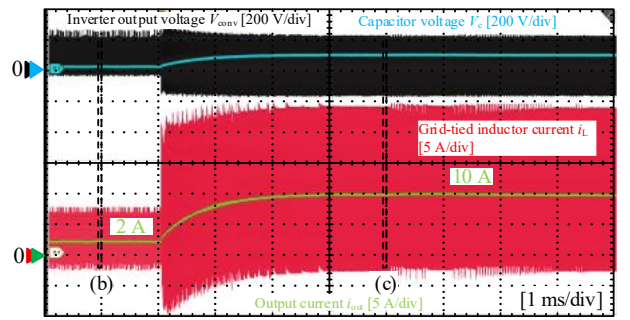 Inverter output voltage Vconv [200 V/div] Capacitor voltage Vc [200 V/div]
0
Grid-tied inductor current iL
[5 A/div]
10 A
2 A
0
(b) (c)
Output current iout [5 A/div] [1 ms/div]